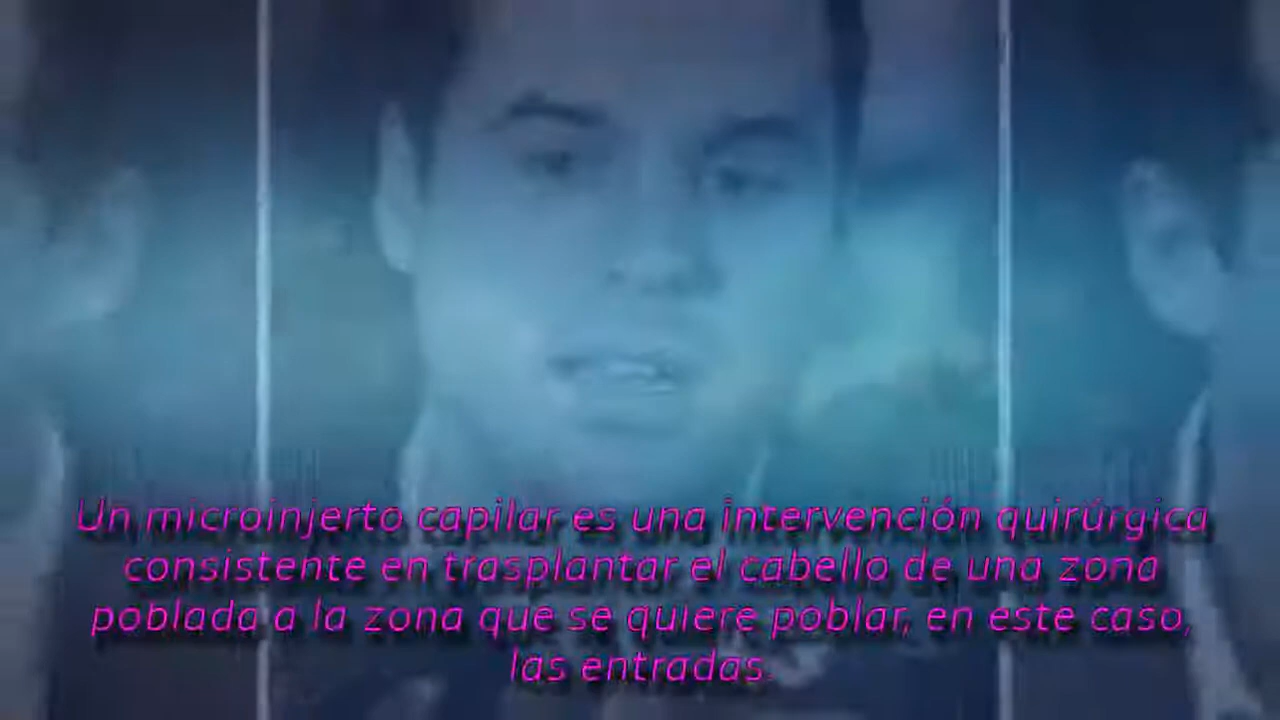 Un microinjerto capilar es una intervención quirúrgica
consistente en trasplantar el cabello de una zona
poblada a la zona que se quiere poblar, en este caso,
las entradas.